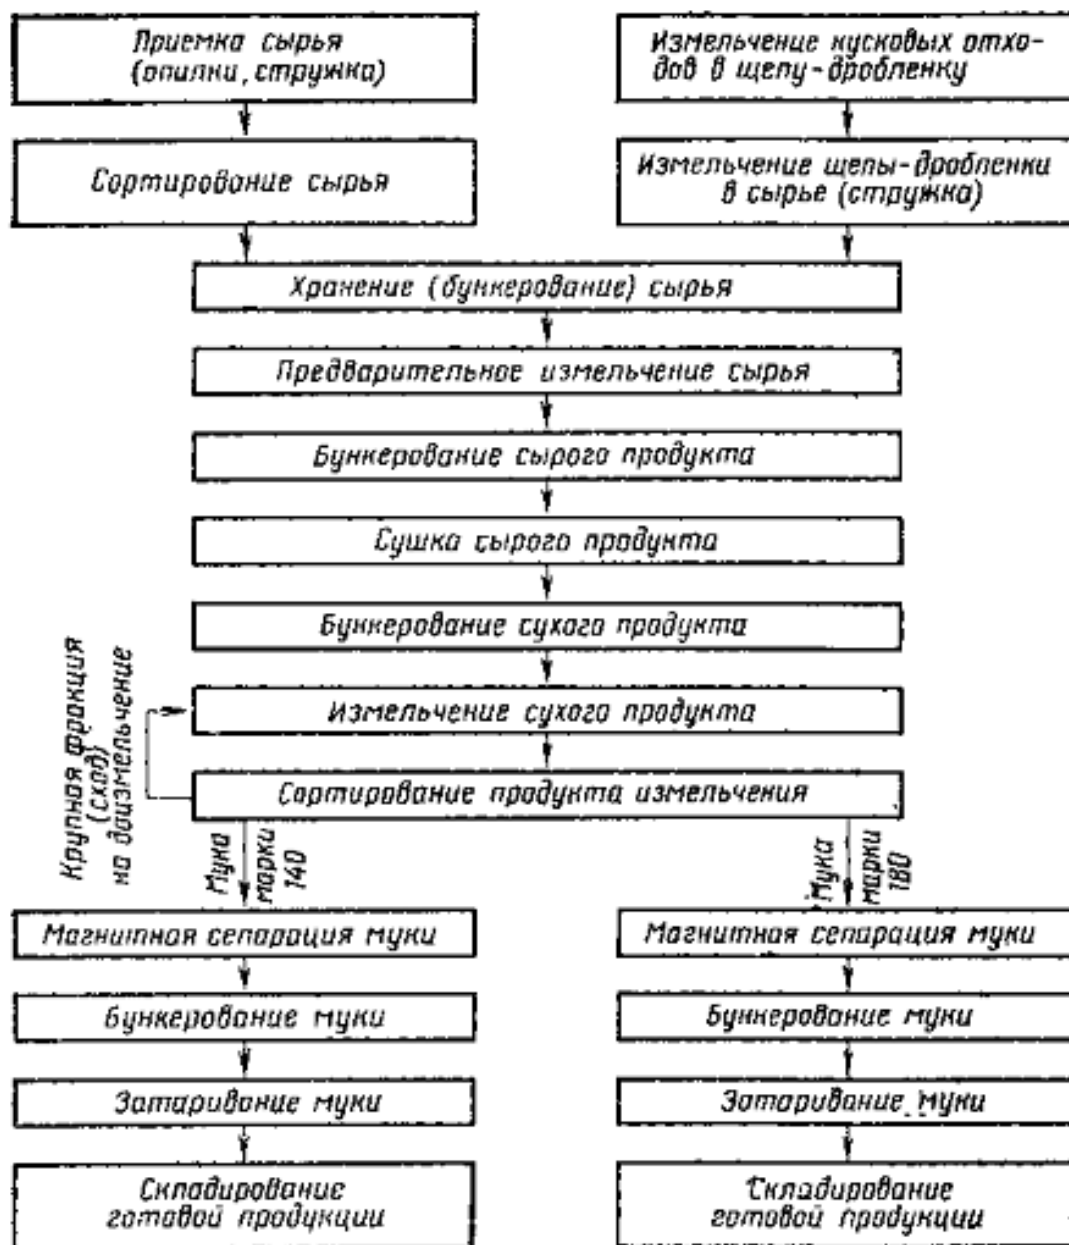 Приемка сырья
(опилки, стружка)
Измельчение кусковых отхо-
дов в щепу-дробленку
Сортирование сырья
Измельчение щепы-дробленки
в сырье (стружка)
Хранение (бункерование) сырья
Предварительное измельчение сырья
Бункерование сырого продукта
Сушка сырого продукта
Бункерование сухого продукта
Измельчение сухого продукта
Сортирование продукта измельчения
Крупная фракция
(сход)
на доизмельчение
Мука
марки
140
Мука
марки
180
Магнитная сепарация муки
Магнитная сепарация муки
Бункерование муки
Бункерование муки
Затаривание муки
Затаривание муки
Складирование
готовой продукции
Складирование
готовой продукции